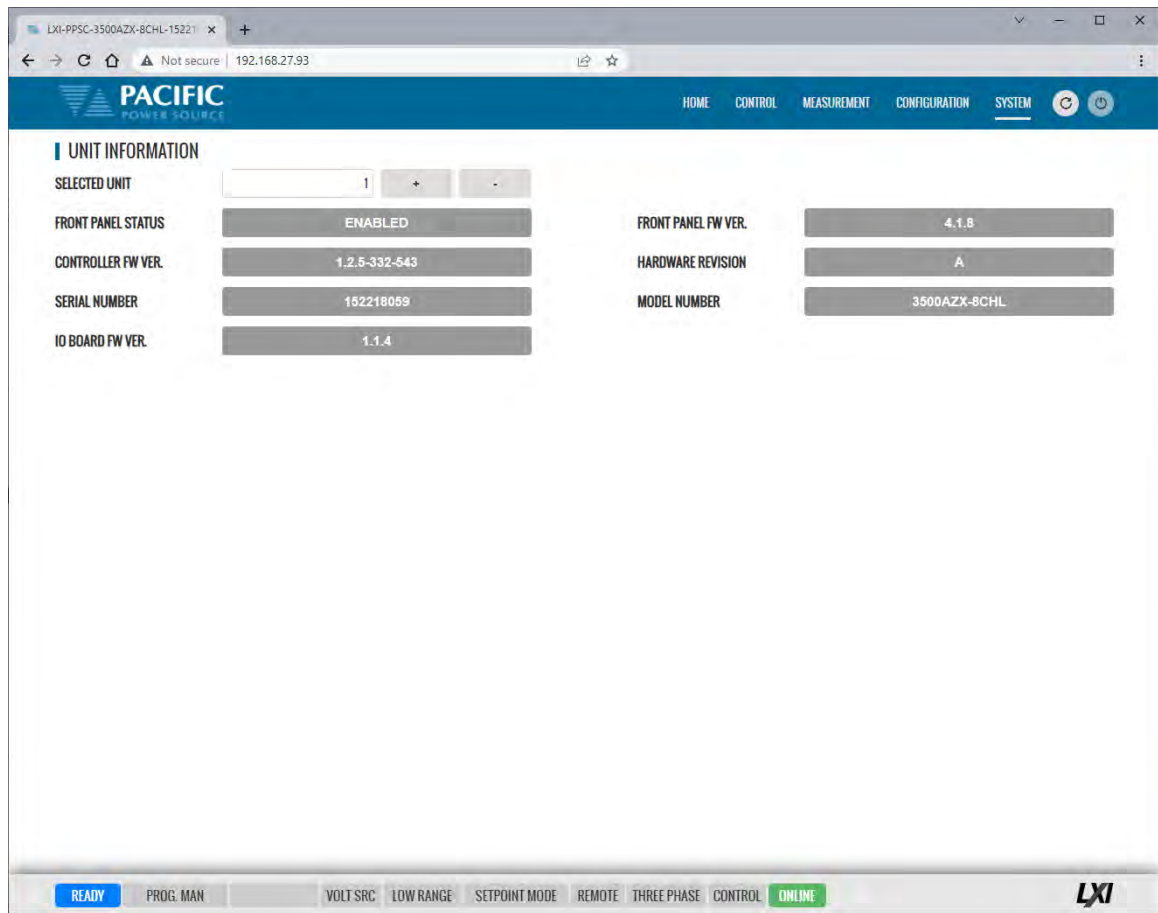 LXI-PPSC-3500AZX-8CHL-15221
Not secure 192.168.27.93
PACIFIC
POWER SOURCE
HOME CONTROL MEASUREMENT CONFIGURATION SYSTEM
UNIT INFORMATION
SELECTED UNIT 1 + -
FRONT PANEL STATUS ENABLED FRONT PANEL FW VER. 4.1.8
CONTROLLER FW VER. 1.2.5-332-543 HARDWARE REVISION A
SERIAL NUMBER 152218059 MODEL NUMBER 3500AZX-8CHL
IO BOARD FW VER. 1.1.4
READY PROG. MAN VOLT SRC LOW RANGE SETPOINT MODE REMOTE THREE PHASE CONTROL ONLINE LXI